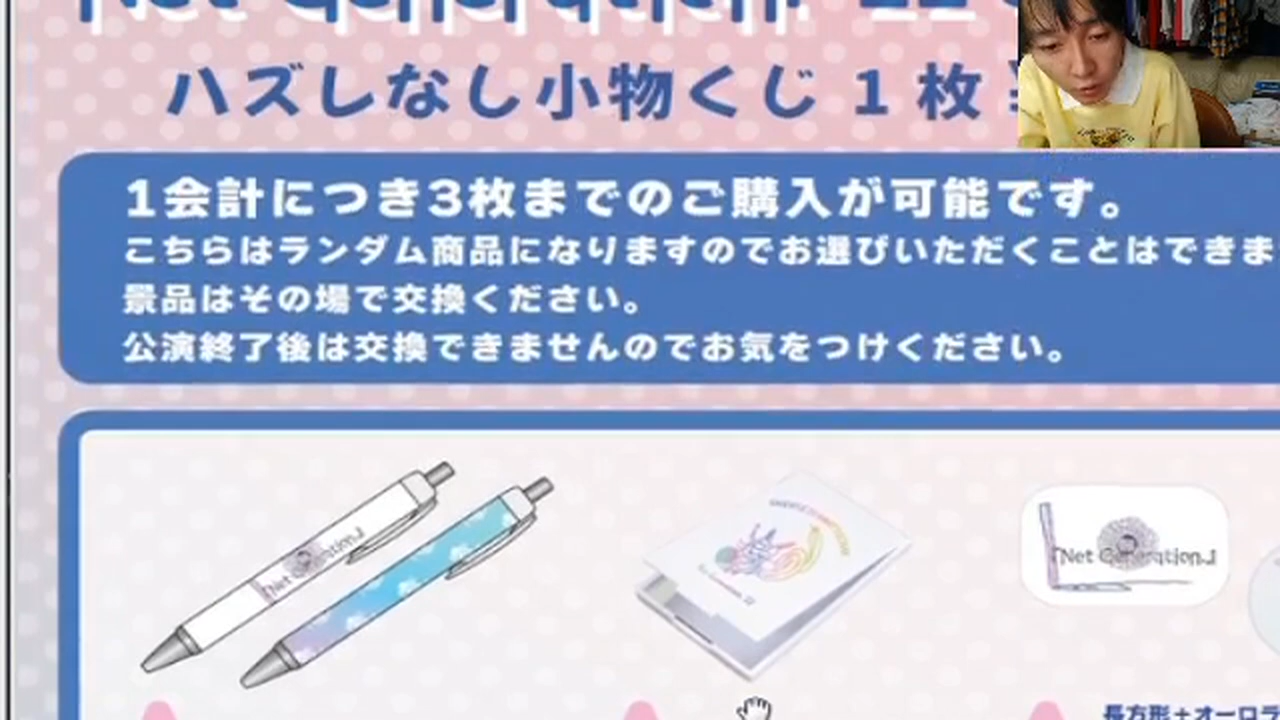 Net Generation. 22
ハズレなし小物くじ 1 枚
1会計につき3枚までのご購入が可能です。
こちらはランダム商品になりますのでお選びいただくことはできま
景品はその場で交換ください。
公演終了後は交換できませんのでお気をつけください。
Net Generation.
「Net Generation.」
長方形+オーロラ